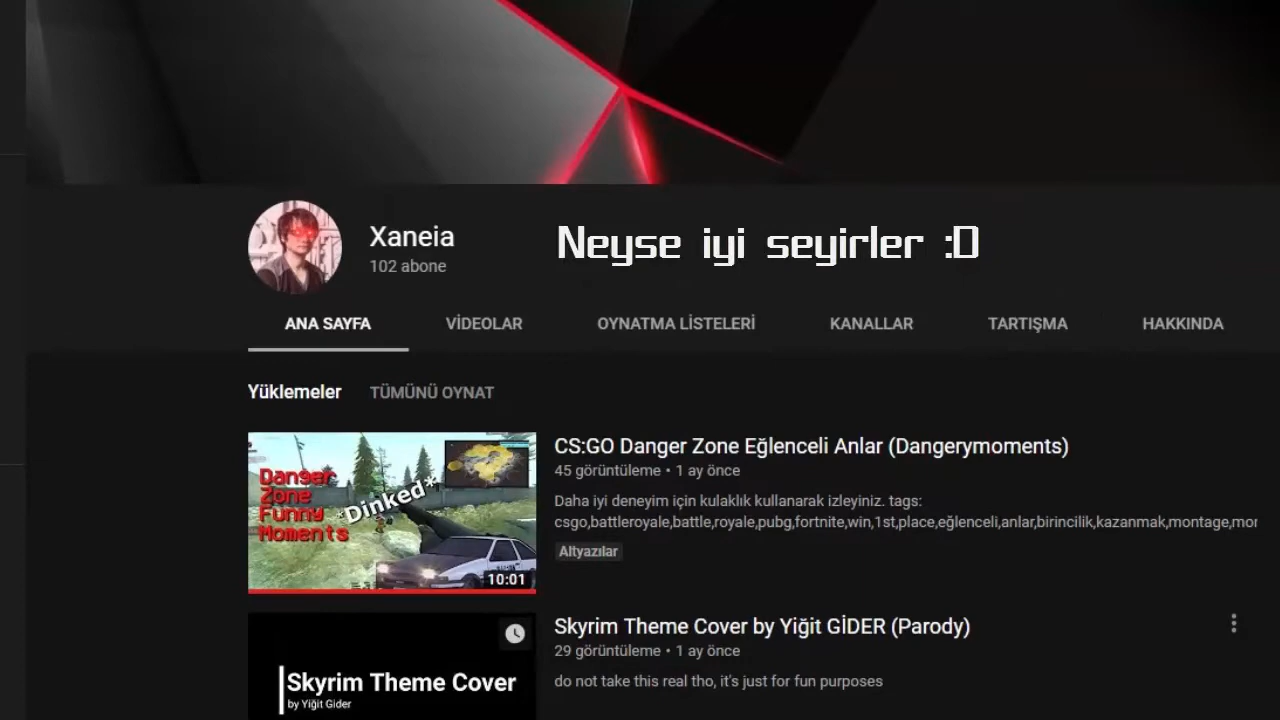 Xaneia
102 abone
Neyse iyi seyirler :D
ANA SAYFA
VİDEOLAR
OYNATMA LİSTELERİ
KANALLAR
TARTIŞMA
HAKKINDA
Yüklemeler
TÜMÜNÜ OYNAT
Danger
Zone
Funny
Moments
*Dinked*
10:01
CS:GO Danger Zone Eğlenceli Anlar (Dangerymoments)
45 görüntüleme • 1 ay önce
Daha iyi deneyim için kulaklık kullanarak izleyiniz. tags:
csgo,battleroyale,battle,royale,pubg,fortnite,win,1st,place,eğlenceli,anlar,birincilik,kazanmak,montage,mor
Altyazılar
Skyrim Theme Cover
by Yiğit Gider
Skyrim Theme Cover by Yiğit GİDER (Parody)
29 görüntüleme • 1 ay önce
do not take this real tho, it's just for fun purposes